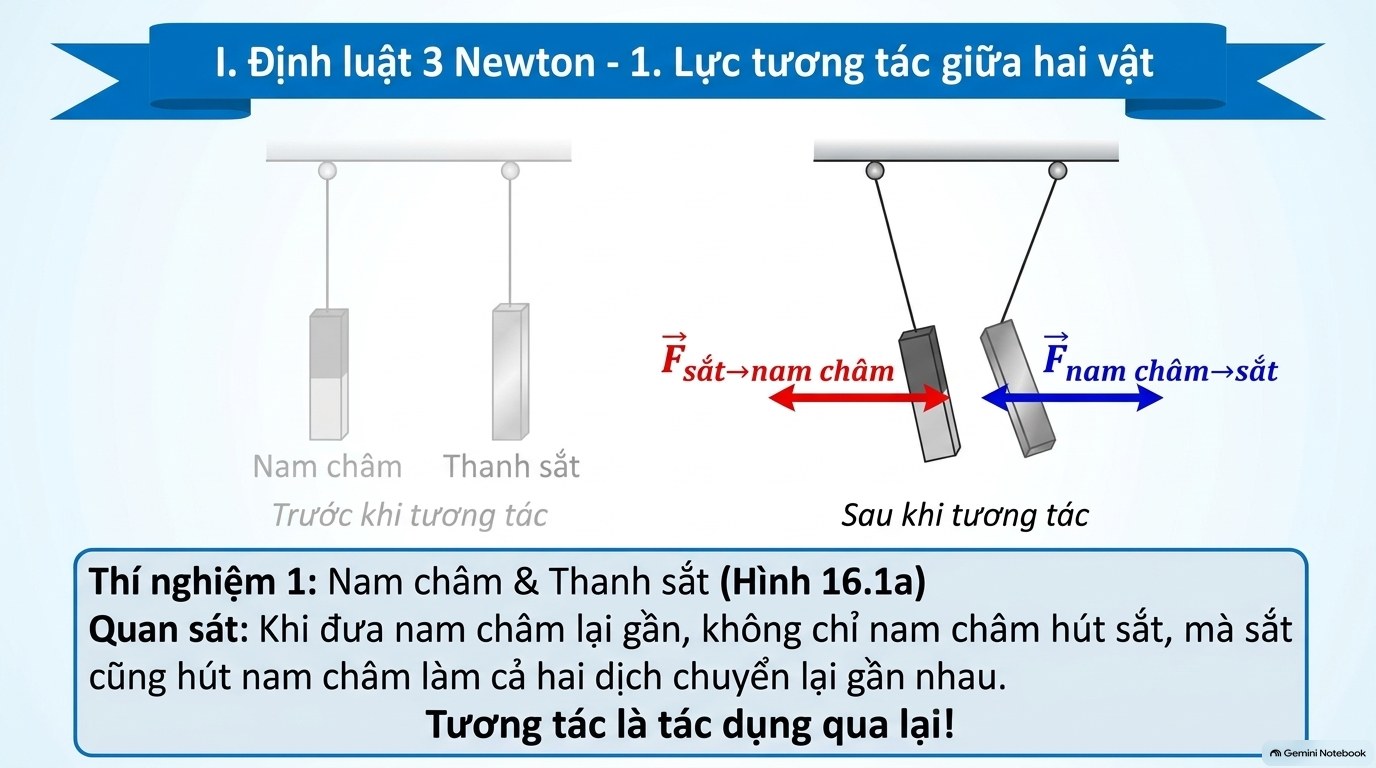 I. Định luật 3 Newton - 1. Lực tương tác giữa hai vật
Nam châm
Thanh sắt
Trước khi tương tác
F sắt→nam châm
F nam châm→sắt
Sau khi tương tác
Thí nghiệm 1: Nam châm & Thanh sắt (Hình 16.1a)
Quan sát: Khi đưa nam châm lại gần, không chỉ nam châm hút sắt, mà sắt
cũng hút nam châm làm cả hai dịch chuyển lại gần nhau.
Tương tác là tác dụng qua lại!
Gemini Notebook